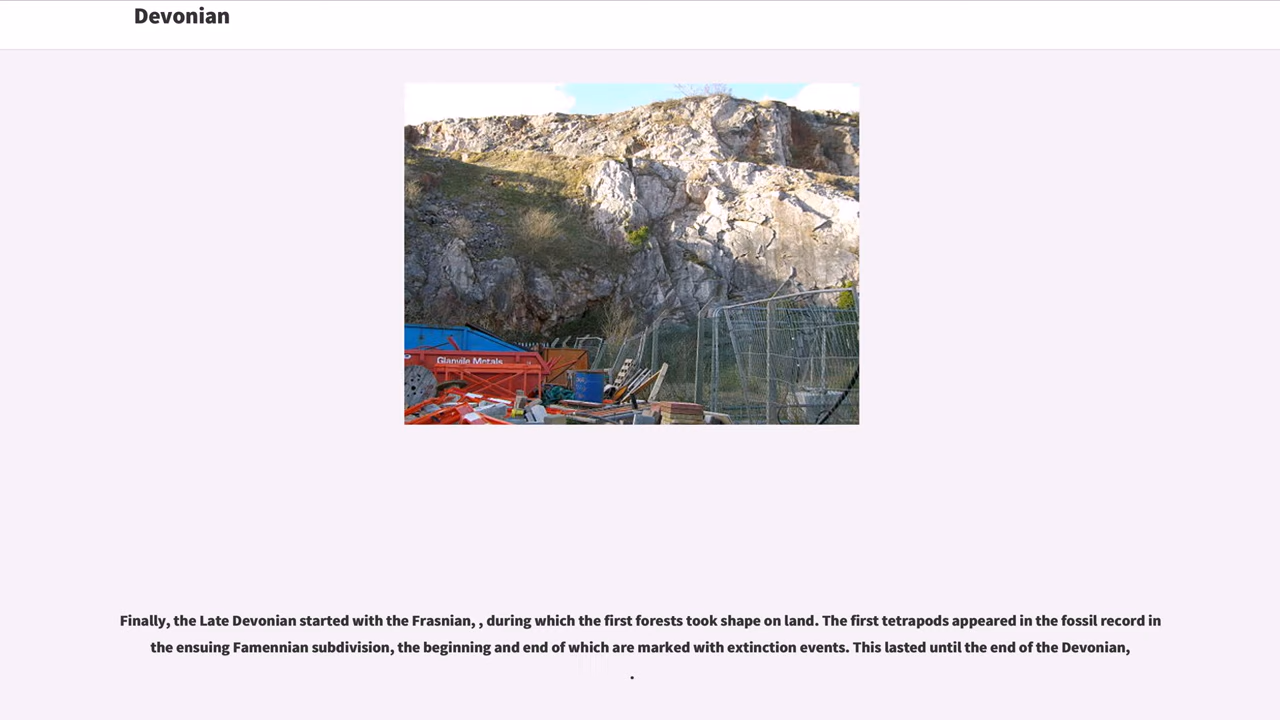 Devonian
Glanvile Metals
Finally, the Late Devonian started with the Frasnian, , during which the first forests took shape on land. The first tetrapods appeared in the fossil record in
the ensuing Famennian subdivision, the beginning and end of which are marked with extinction events. This lasted until the end of the Devonian,
.